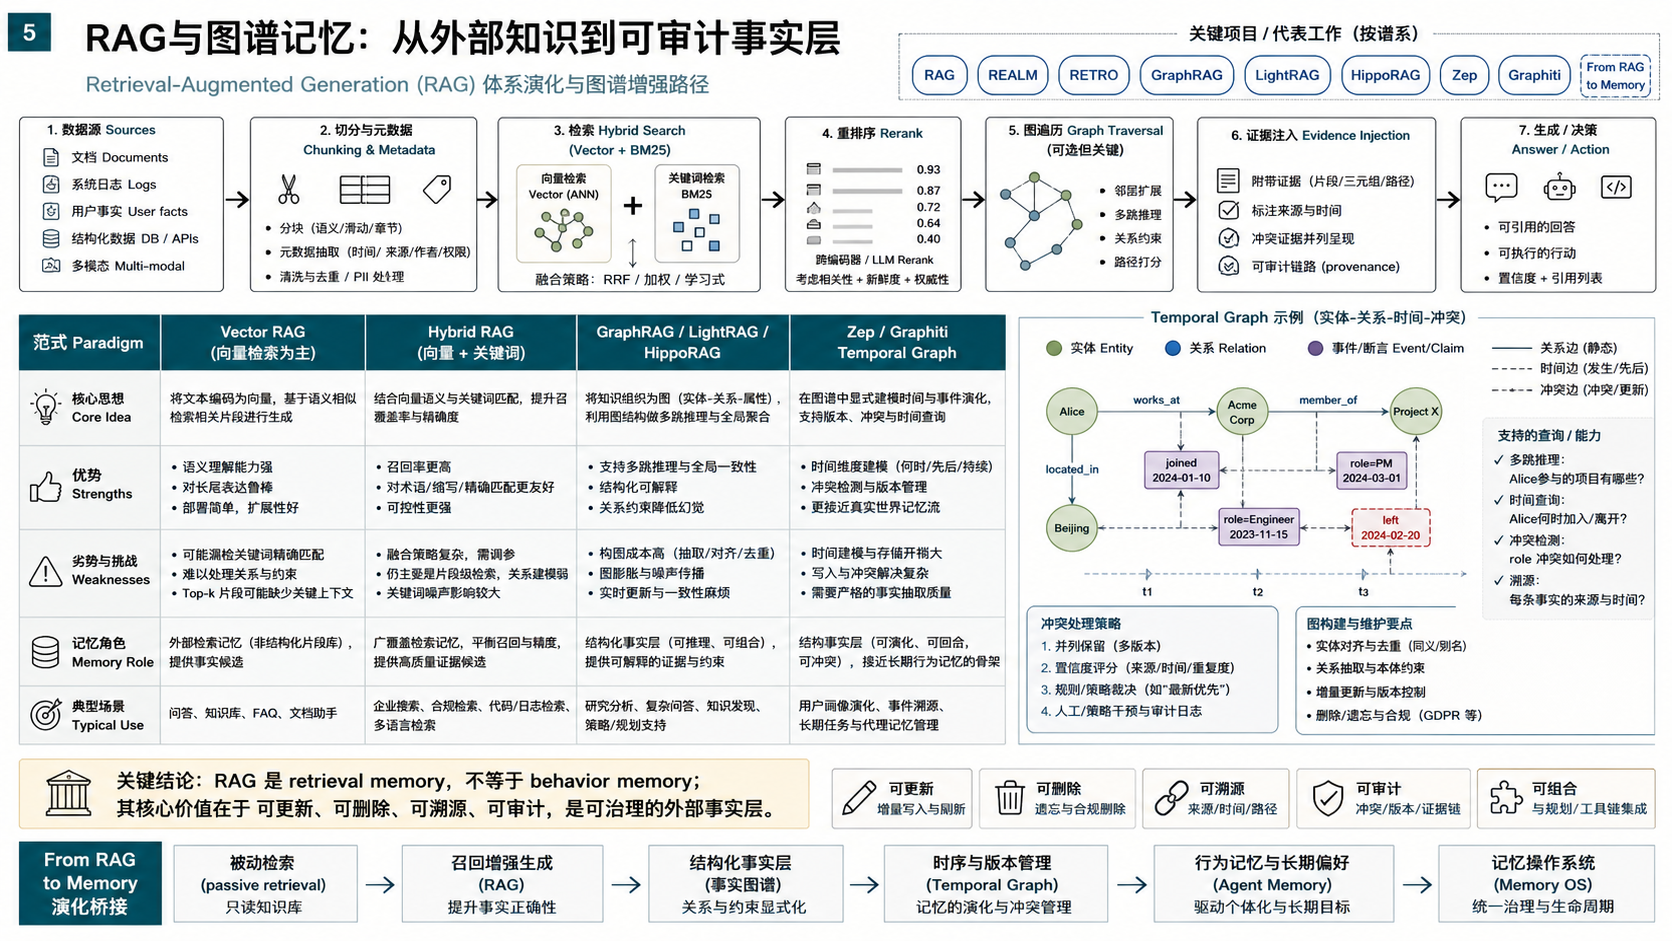 5
RAG与图谱记忆：从外部知识到可审计事实层
Retrieval-Augmented Generation (RAG) 体系演化与图谱增强路径
关键项目 / 代表工作（按谱系）
RAG
REALM
RETRO
GraphRAG
LightRAG
HippoRAG
Zep
Graphiti
From RAG
to Memory
1. 数据源 Sources
文档 Documents
系统日志 Logs
用户事实 User facts
结构化数据 DB / APIs
多模态 Multi-modal
2. 切分与元数据
Chunking & Metadata
• 分块（语义/滑动/章节）
• 元数据抽取（时间/ 来源/作者/权限）
• 清洗与去重 / PII 处理
3. 检索 Hybrid Search
(Vector + BM25)
向量检索
Vector (ANN)
+
关键词检索
BM2S
融合策略：RRF / 加权 / 学习式
4. 重排序 Rerank
0.93
0.87
0.72
0.64
0.40
跨编码器 / LLM Rerank
考虑相关性 + 新鲜度 + 权威性
5. 图遍历 Graph Traversal
(可选但关键)
• 邻居扩展
• 多跳推理
• 关系约束
• 路径打分
6. 证据注入 Evidence Injection
附带证据（片段/三元组/路径）
标注来源与时间
冲突证据并列呈现
可审计链路 (provenance)
7. 生成 / 决策
Answer / Action
• 可引用的回答
• 可执行的行动
• 置信度 + 引用列表
范式 Paradigm
Vector RAG
(向量检索为主)
Hybrid RAG
(向量 + 关键词)
GraphRAG / LightRAG /
HippoRAG
Zep / Graphiti
Temporal Graph
核心思想
Core Idea
将文本编码为向量，基于语义相似
检索相关片段进行生成
结合向量语义与关键词匹配，提升召
覆盖率与精确度
将知识组织为图（实体-关系-属性），
利用图结构做多跳推理与全局聚合
在图谱中显式建模时间与事件演化，
支持版本、冲突与时间查询
优势
Strengths
• 语义理解能力强
• 对长尾表达鲁棒
• 部署简单，扩展性好
• 召回率更高
• 对术语/缩写/精确匹配更友好
• 可控性更强
• 支持多跳推理与全局一致性
• 结构化可解释
• 关系约束降低幻觉
• 时间维度建模（何时/先后/持续）
• 冲突检测与版本管理
• 更接近真实世界记忆流
劣势与挑战
Weaknesses
• 可能漏检关键词精确匹配
• 难以处理关系与约束
• Top-k 片段可能缺少关键上下文
• 融合策略复杂，需调参
• 仍主要是片段级检索，关系建模弱
• 关键词噪声影响较大
• 构图成本高（抽取/对齐/去重）
• 图膨胀与噪声传播
• 实时更新与一致性麻烦
• 时间建模与存储开销大
• 写入与冲突解决复杂
• 需要严格的事实抽取质量
记忆角色
Memory Role
外部检索记忆（非结构化片段库），
提供事实候选
广覆盖检索记忆，平衡召回与精度，
提供高质量证据候选
结构化事实层（可推理、可组合），
提供可解释的证据与约束
结构事实层（可演化、可回合，
可冲突），接近长期行为记忆的骨架
典型场景
Typical Use
问答、知识库、FAQ、文档助手
企业搜索、合规检索、代码/日志检索、
多语言检索
研究分析、复杂问答、知识发现、
策略/规划支持
用户画像演化、事件溯源、
长期任务与代理记忆管理
Temporal Graph 示例（实体-关系-时间-冲突）
实体 Entity
关系 Relation
事件/断言 Event/Claim
关系边 (静态)
时间边 (发生/先后)
冲突边 (冲突/更新)
Alice
works_at
Acme
Corp
member_of
Project X
located_in
joined
2024-01-10
role=PM
2024-03-01
Beijing
role=Engineer
2023-11-15
left
2024-02-20
t1
t2
t3
支持的查询 / 能力
✓ 多跳推理：
Alice参与的项目有哪些?
✓ 时间查询：
Alice何时加入/离开?
✓ 冲突检测：
role 冲突如何处理?
✓ 溯源：
每条事实的来源与时间?
冲突处理策略
1. 并列保留（多版本）
2. 置信度评分（来源/时间/重复度）
3. 规则/策略裁决（如“最新优先”）
4. 人工/策略干预与审计日志
图构建与维护要点
• 实体对齐与去重（同义/别名）
• 关系抽取与本体约束
• 增量更新与版本控制
• 删除/遗忘与合规（GDPR 等）
关键结论：RAG 是 retrieval memory，不等于 behavior memory；
其核心价值在于 可更新、可删除、可溯源、可审计，是可治理的外部事实层。
可更新
增量写入与刷新
可删除
遗忘与合规删除
可溯源
来源/时间/路径
可审计
冲突/版本/证据链
可组合
与规划/工具链集成
From RAG
to Memory
演化桥接
被动检索
(passive retrieval)
只读知识库
召回增强生成
(RAG)
提升事实正确性
结构化事实层
(事实图谱)
关系与约束显式化
时序与版本管理
(Temporal Graph)
记忆的演化与冲突管理
行为记忆与长期偏好
(Agent Memory)
驱动个体化与长期目标
记忆操作系统
(Memory OS)
统一治理与生命周期